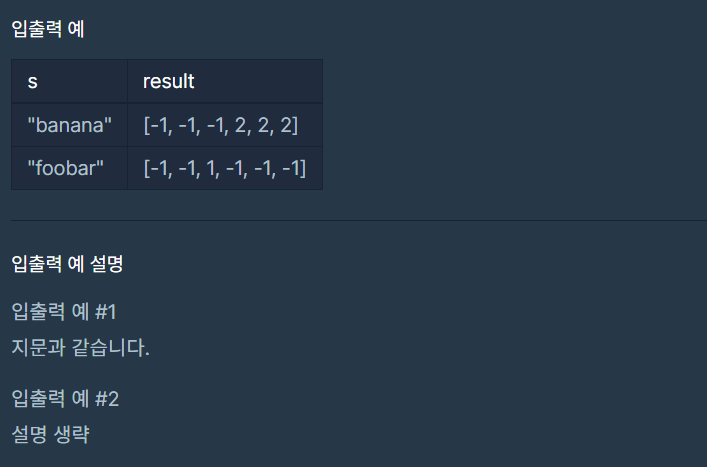 입출력 예
s result
"banana" [-1, -1, -1, 2, 2, 2]
"foobar" [-1, -1, 1, -1, -1, -1]
입출력 예 설명
입출력 예 #1
지문과 같습니다.
입출력 예 #2
설명 생략